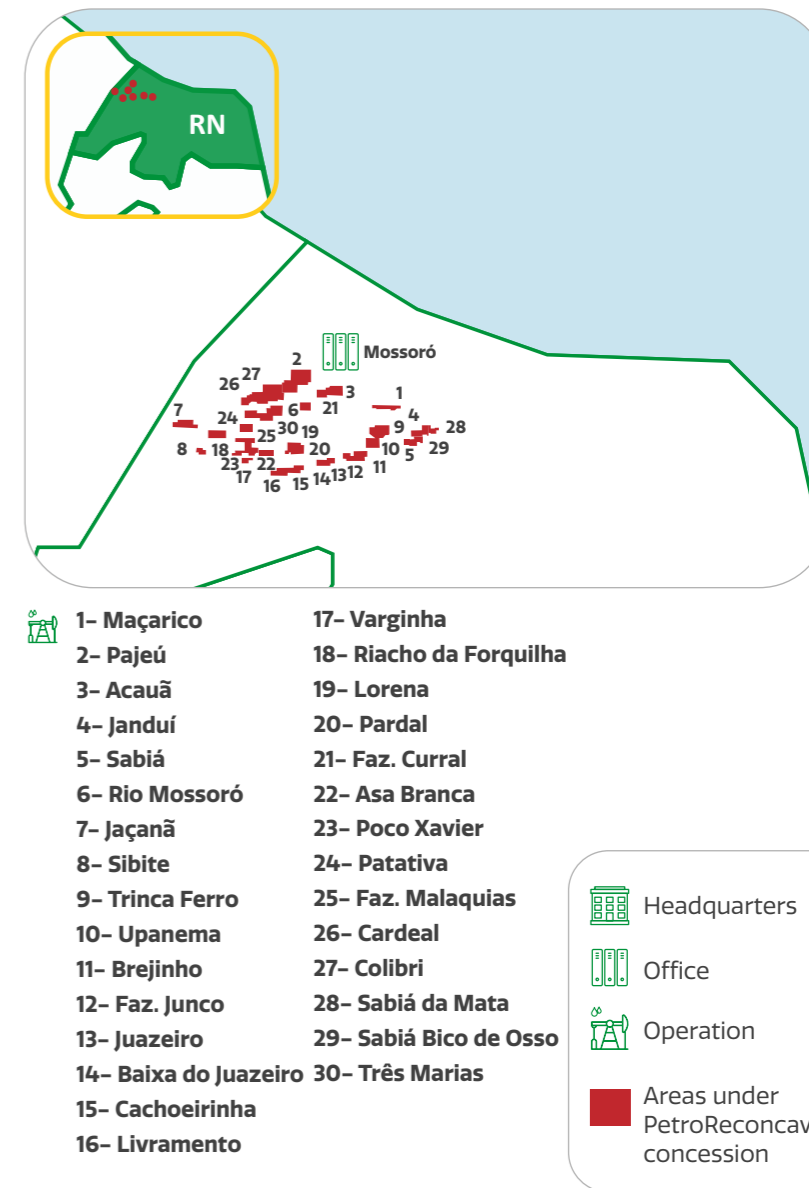 RN
Mossoró
2
27
26
3
1
7
6
21
4
24
30
19
9
28
8
18
25
20
10
5
29
23
22
17
16
15
14
13
12
11
1– Maçarico
2– Pajeú
3– Acauã
4– Janduí
5– Sabiá
6– Rio Mossoró
7– Jaçanã
8– Sibite
9– Trinca Ferro
10– Upanema
11– Brejinho
12– Faz. Junco
13– Juazeiro
14– Baixa do Juazeiro
15– Cachoeirinha
16– Livramento
17– Varginha
18– Riacho da Forquilha
19– Lorena
20– Pardal
21– Faz. Curral
22– Asa Branca
23– Poco Xavier
24– Patativa
25– Faz. Malaquias
26– Cardeal
27– Colibri
28– Sabiá da Mata
29– Sabiá Bico de Osso
30– Três Marias
Headquarters
Office
Operation
Areas under
PetroReconcav
concession